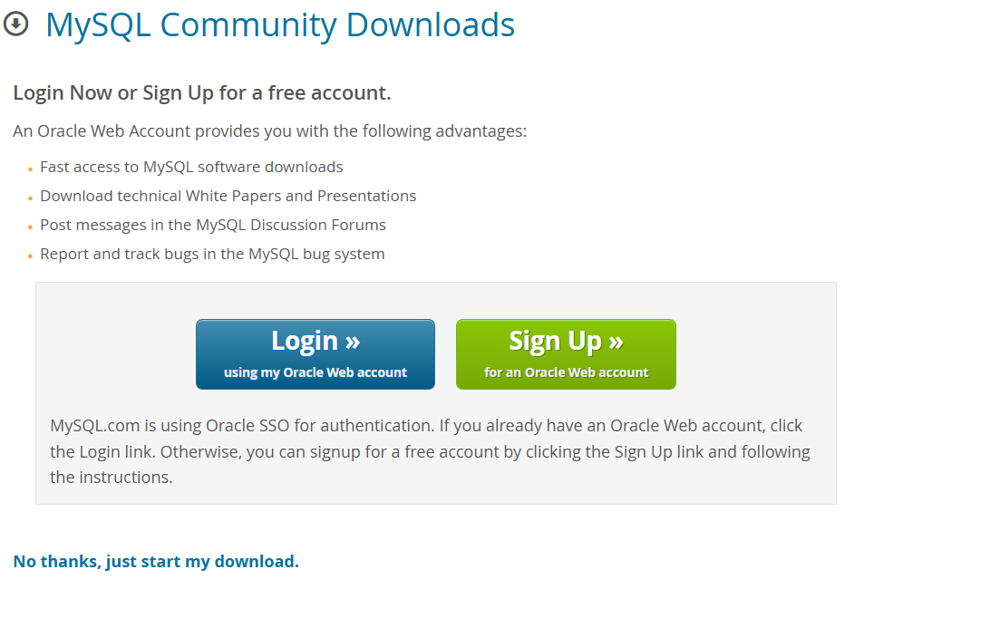 MySQL Community Downloads
Login Now or Sign Up for a free account.
An Oracle Web Account provides you with the following advantages:
Fast access to MySQL software downloads
Download technical White Papers and Presentations
Post messages in the MySQL Discussion Forums
Report and track bugs in the MySQL bug system
Login »
using my Oracle Web account
Sign Up »
for an Oracle Web account
MySQL.com is using Oracle SSO for authentication. If you already have an Oracle Web account, click
the Login link. Otherwise, you can signup for a free account by clicking the Sign Up link and following
the instructions.
No thanks, just start my download.